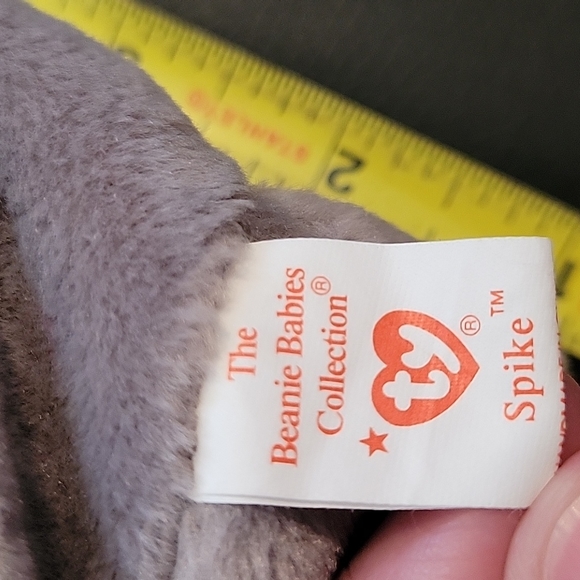 The
Beanie Babies
Collection®
ty®
Spike™
2